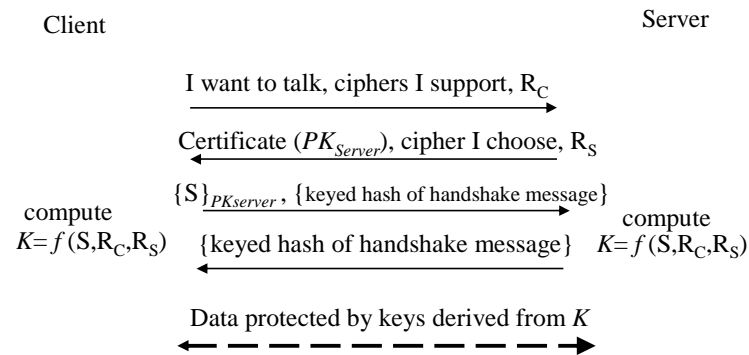 Client
Server
I want to talk, ciphers I support, R_C
Certificate (PK_Server), cipher I choose, R_S
{S}_PKserver, {keyed hash of handshake message}
compute
K= f (S,R_C,R_S)
{keyed hash of handshake message}
compute
K= f (S,R_C,R_S)
Data protected by keys derived from K